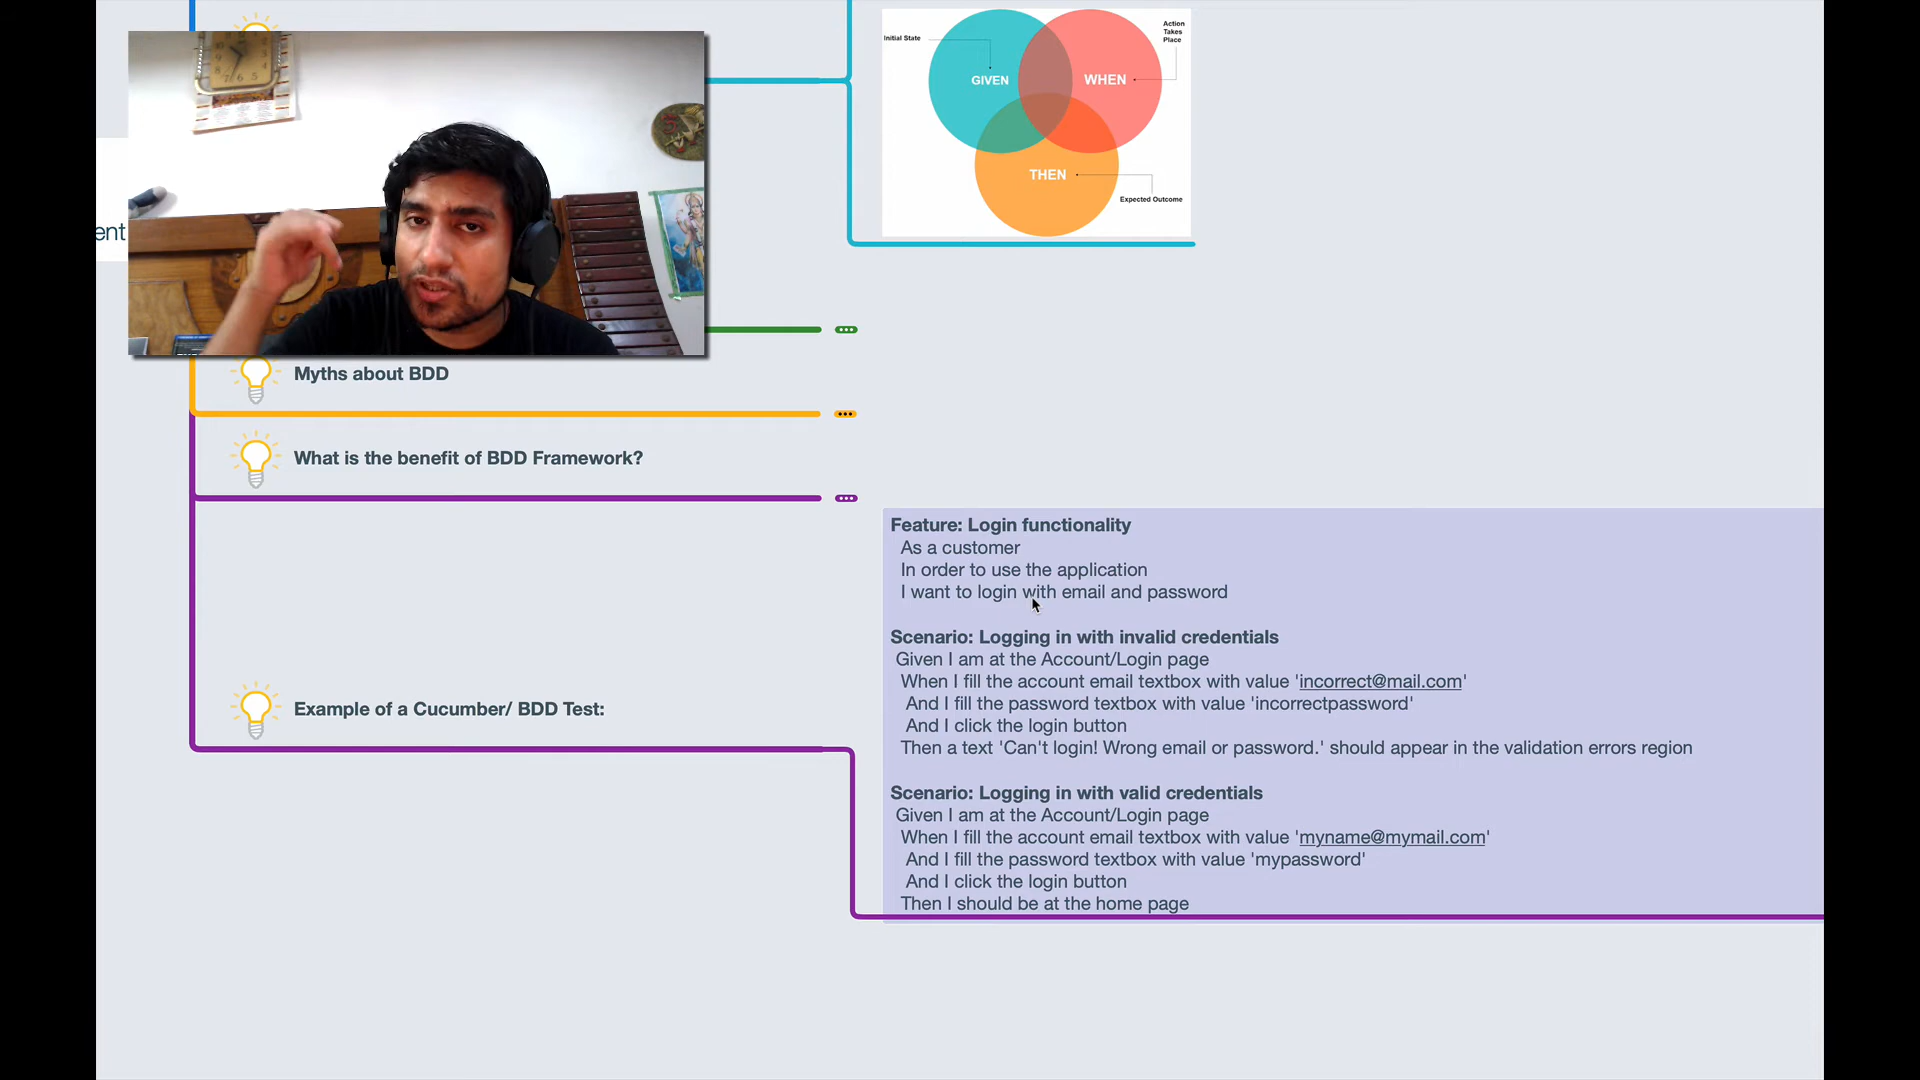 Initial State
Action
Takes
Place
GIVEN
WHEN
THEN
Expected Outcome
ent
Myths about BDD
What is the benefit of BDD Framework?
Example of a Cucumber/ BDD Test:
Feature: Login functionality
As a customer
In order to use the application
I want to login with email and password
Scenario: Logging in with invalid credentials
Given I am at the Account/Login page
When I fill the account email textbox with value 'incorrect@mail.com'
And I fill the password textbox with value 'incorrectpassword'
And I click the login button
Then a text 'Can't login! Wrong email or password.' should appear in the validation errors region
Scenario: Logging in with valid credentials
Given I am at the Account/Login page
When I fill the account email textbox with value 'myname@mymail.com'
And I fill the password textbox with value 'mypassword'
And I click the login button
Then I should be at the home page